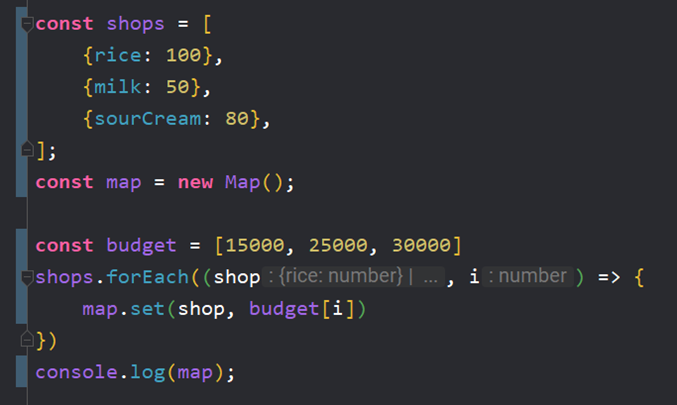 const shops = [
    {rice: 100},
    {milk: 50},
    {sourCream: 80},
];
const map = new Map();

const budget = [15000, 25000, 30000]
shops.forEach((shop : {rice: number} | ... , i : number ) => {
    map.set(shop, budget[i])
})
console.log(map);